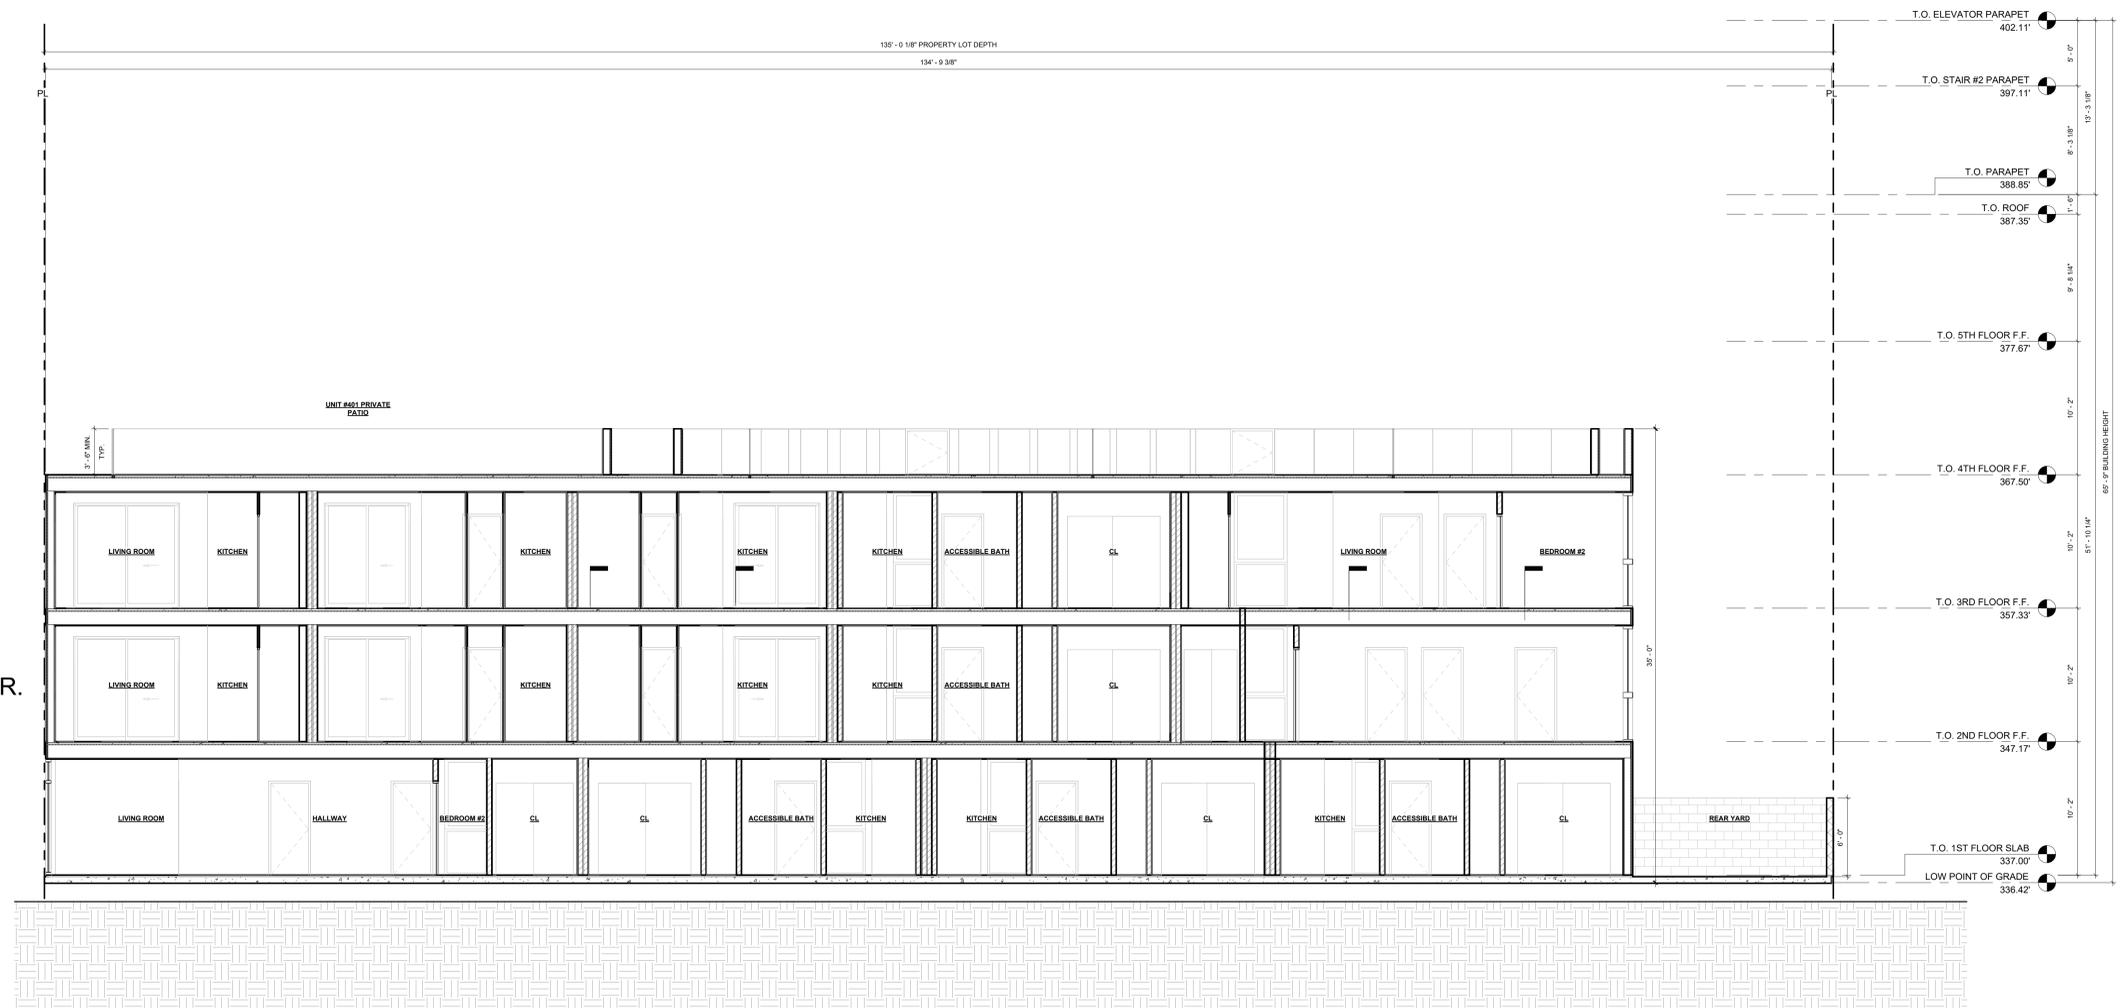 T.O. ELEVATOR PARAPET
402.11'
135' - 0 1/8" PROPERTY LOT DEPTH
134' - 9 3/8"
5' - 0"
T.O. STAIR #2 PARAPET
397.11'
PL
PL
13' - 3 1/8"
8' - 3 1/8"
T.O. PARAPET
388.85'
1' - 6"
T.O. ROOF
387.35'
9' - 8 1/4"
T.O. 5TH FLOOR F.F.
377.67'
10' - 2"
UNIT #401 PRIVATE
PATIO
65' - 9" BUILDING HEIGHT
3' - 6" MIN.
TYP.
T.O. 4TH FLOOR F.F.
367.50'
10' - 2"
51' - 10 1/4"
LIVING ROOM
KITCHEN
KITCHEN
KITCHEN
KITCHEN
ACCESSIBLE BATH
CL
LIVING ROOM
BEDROOM #2
T.O. 3RD FLOOR F.F.
357.33'
35' - 0"
10' - 2"
R.
LIVING ROOM
KITCHEN
KITCHEN
KITCHEN
KITCHEN
ACCESSIBLE BATH
CL
T.O. 2ND FLOOR F.F.
347.17'
10' - 2"
LIVING ROOM
HALLWAY
BEDROOM #2
CL
CL
ACCESSIBLE BATH
KITCHEN
KITCHEN
ACCESSIBLE BATH
CL
KITCHEN
ACCESSIBLE BATH
CL
REAR YARD
6' - 0"
T.O. 1ST FLOOR SLAB
337.00'
LOW POINT OF GRADE
336.42'